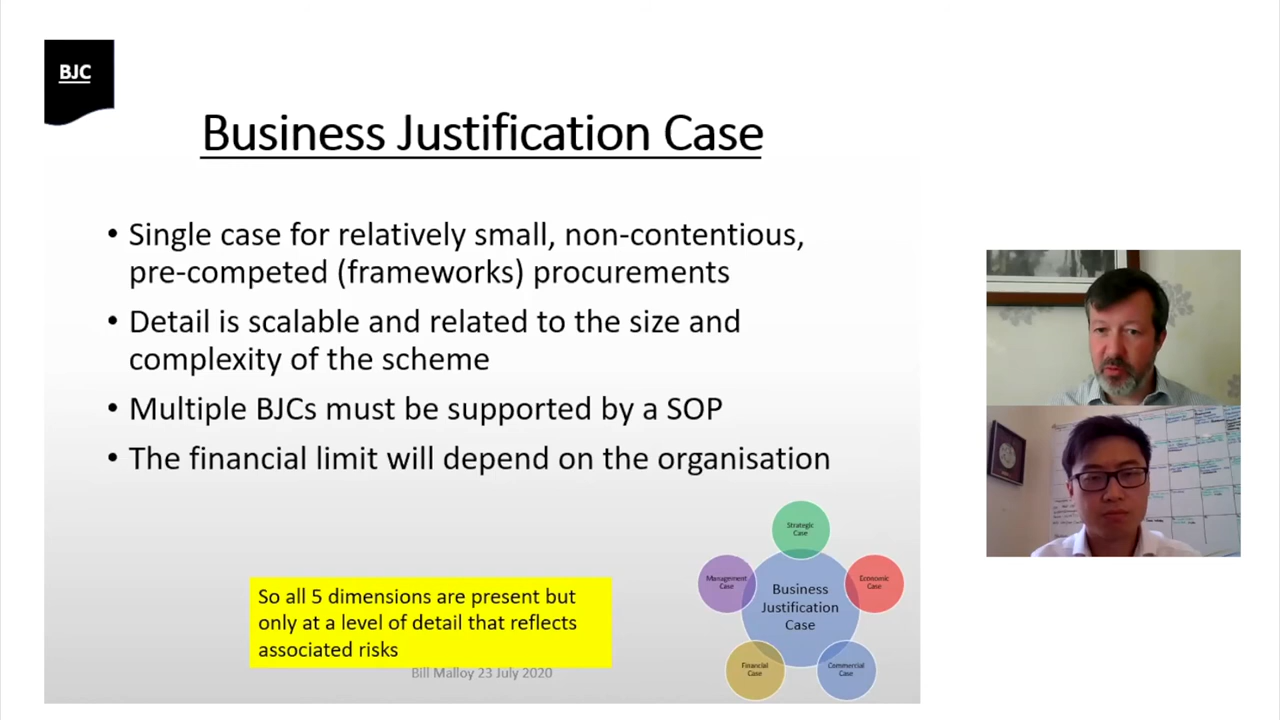 BJC
Business Justification Case
• Single case for relatively small, non-contentious,
pre-competed (frameworks) procurements
• Detail is scalable and related to the size and
complexity of the scheme
• Multiple BJCs must be supported by a SOP
• The financial limit will depend on the organisation
Strategic
Case
Management
Case
Economic
Case
Business
Justification
Case
Financial
Case
Commercial
Case
So all 5 dimensions are present but
only at a level of detail that reflects
associated risks
Bill Malloy 23 July 2020